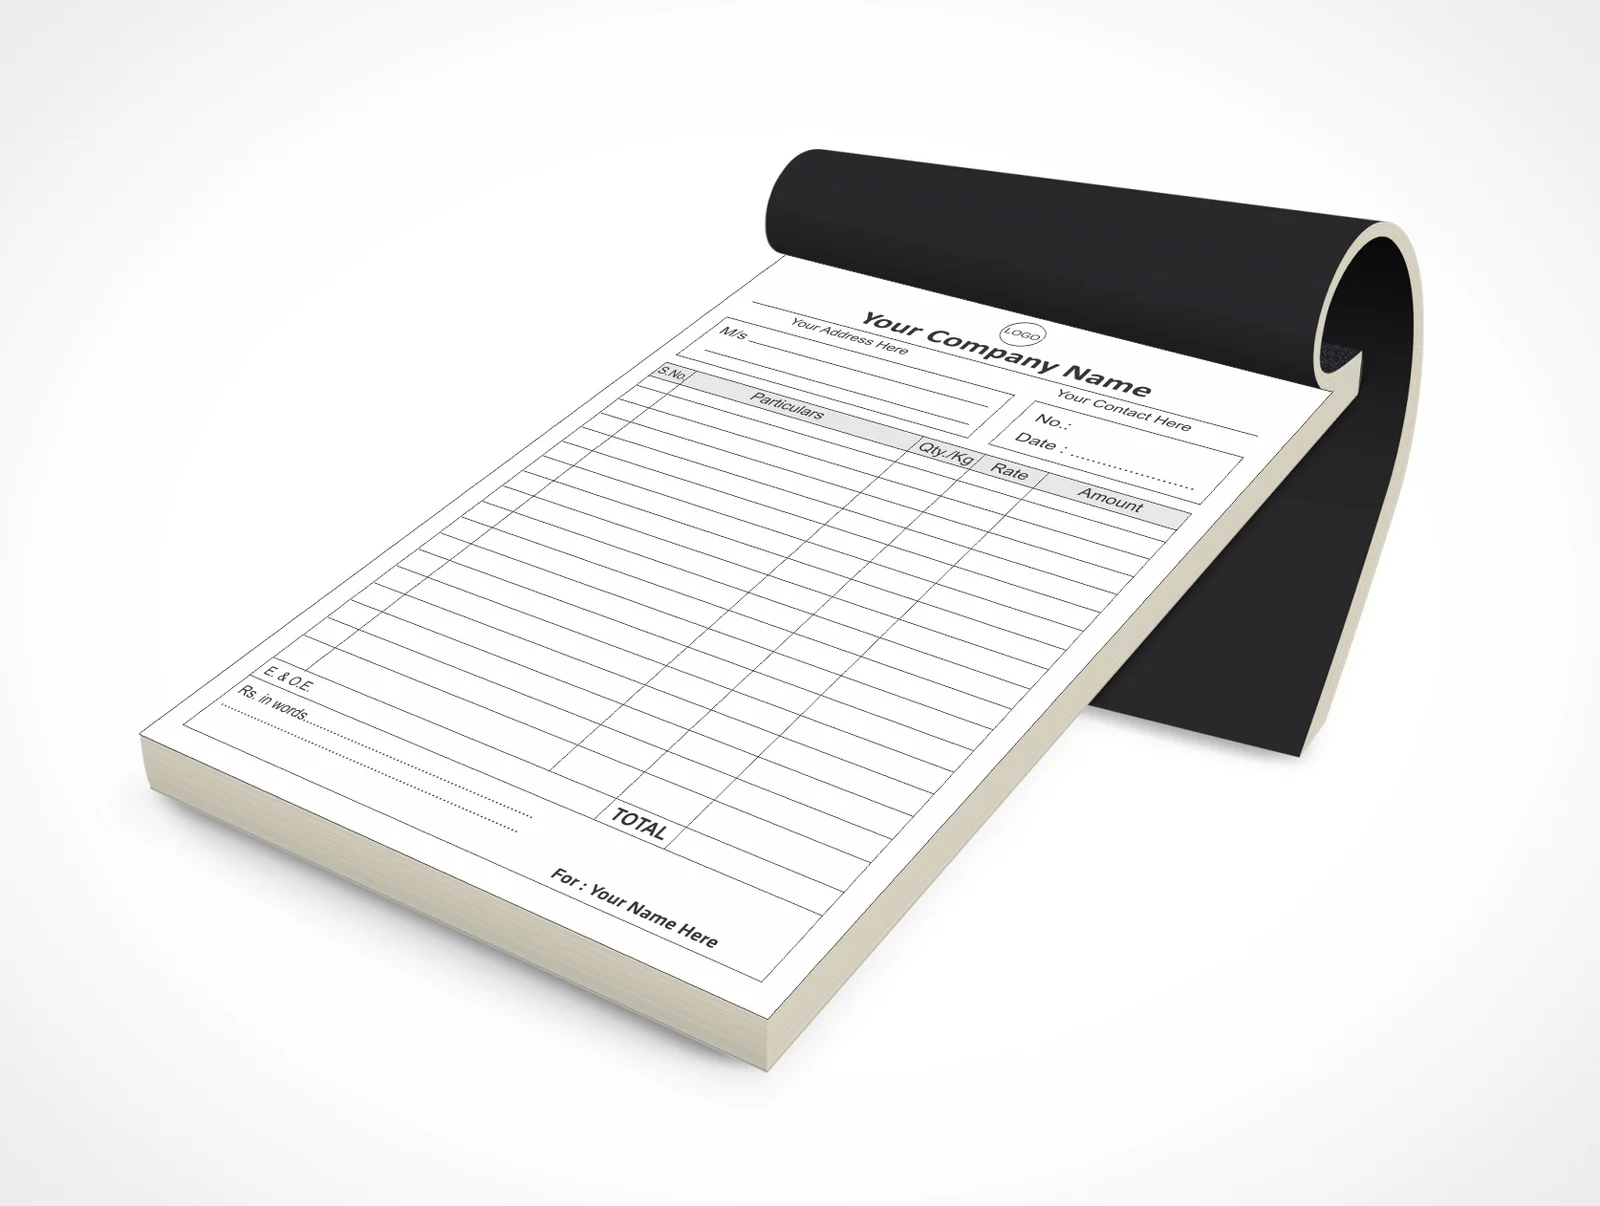 LOGO
Your Company Name
Your Address Here
Your Contact Here
M/s
No.:
Date : ......................
S.No. Particulars Qty./Kg Rate Amount
E. & O.E.
TOTAL
Rs. in words
For : Your Name Here